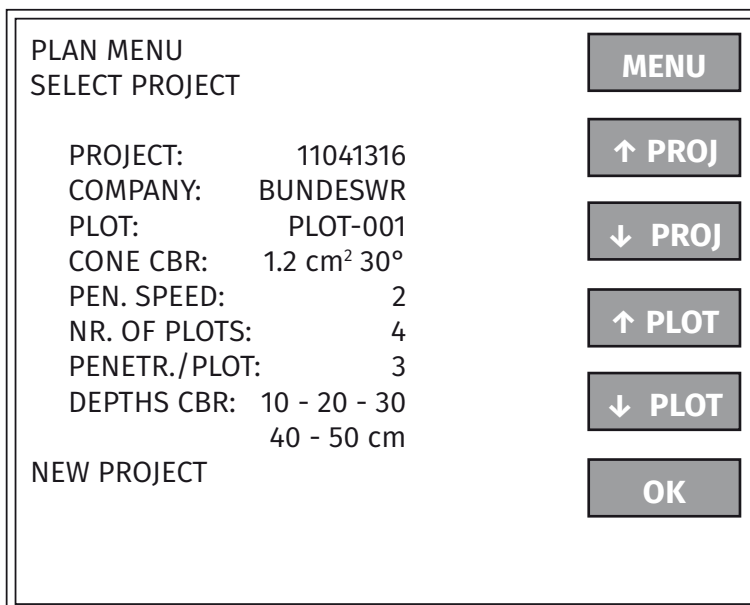 PLAN MENU
SELECT PROJECT
PROJECT: 11041316
COMPANY: BUNDESWR
PLOT: PLOT-001
CONE CBR: 1.2 cm² 30°
PEN. SPEED: 2
NR. OF PLOTS: 4
PENETR./PLOT: 3
DEPTHS CBR: 10 - 20 - 30
40 - 50 cm
NEW PROJECT
MENU
↑ PROJ
↓ PROJ
↑ PLOT
↓ PLOT
OK